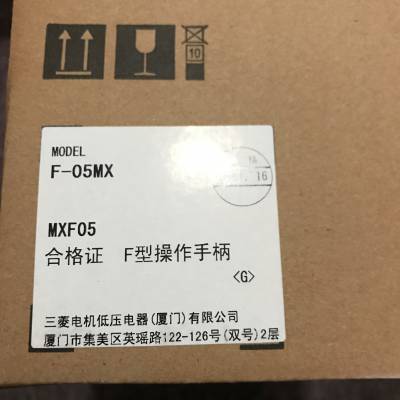 10
MODEL
F-05MX
16
MXF05
合格证 F型操作手柄
<G>
三菱电机低压电器(厦门)有限公司
厦门市集美区英瑶路122-126号(双号)2层